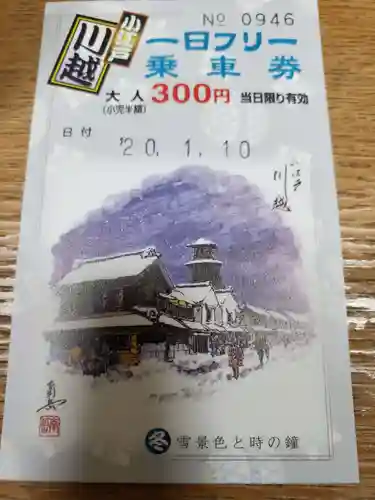 № 0946
小江戸
川越
一日フリー
乗車券
大人 300円 当日限り有効
(小児半額)
日付
'20. 1. 10
小江戸
川越
冬 雪景色と時の鐘